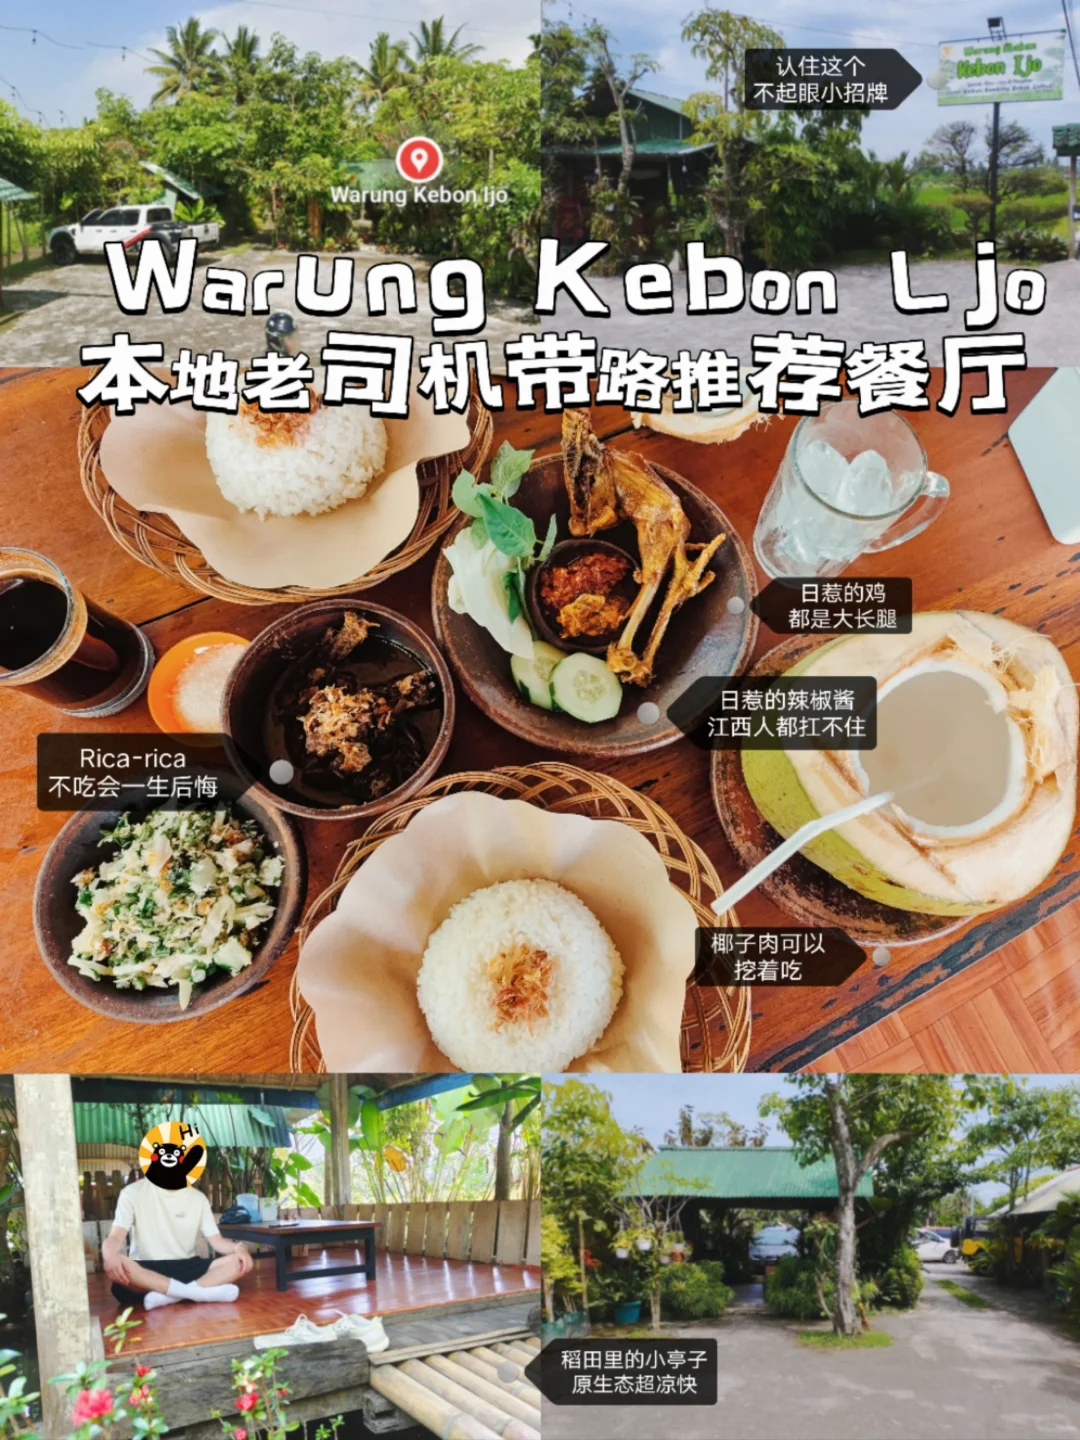 认住这个
不起眼小招牌
Warung Makan
Kebon Ijo
Warung Kebon Ijo
Warung Kebon Ljo
本地老司机带路推荐餐厅
日惹的鸡
都是大长腿
日惹的辣椒酱
江西人都扛不住
Rica-rica
不吃会一生后悔
椰子肉可以
挖着吃
Hi
稻田里的小亭子
原生态超凉快